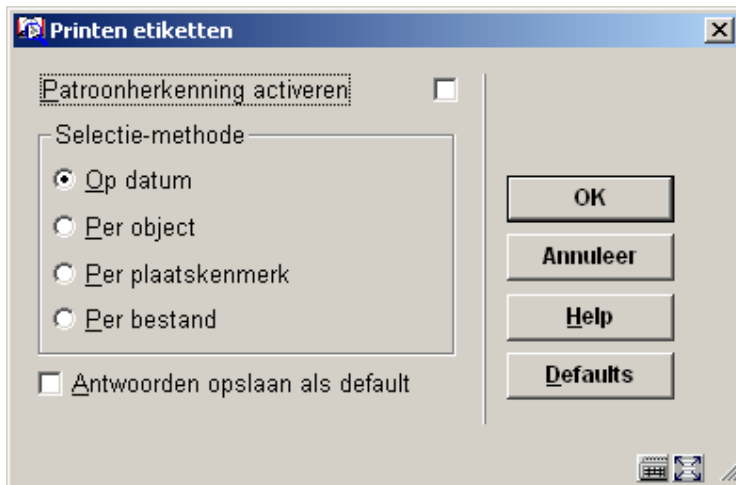 Printen etiketten
Patroonherkenning activeren
Selectie-methode
Op datum
Per object
Per plaatskenmerk
Per bestand
Antwoorden opslaan als default
OK
Annuleer
Help
Defaults